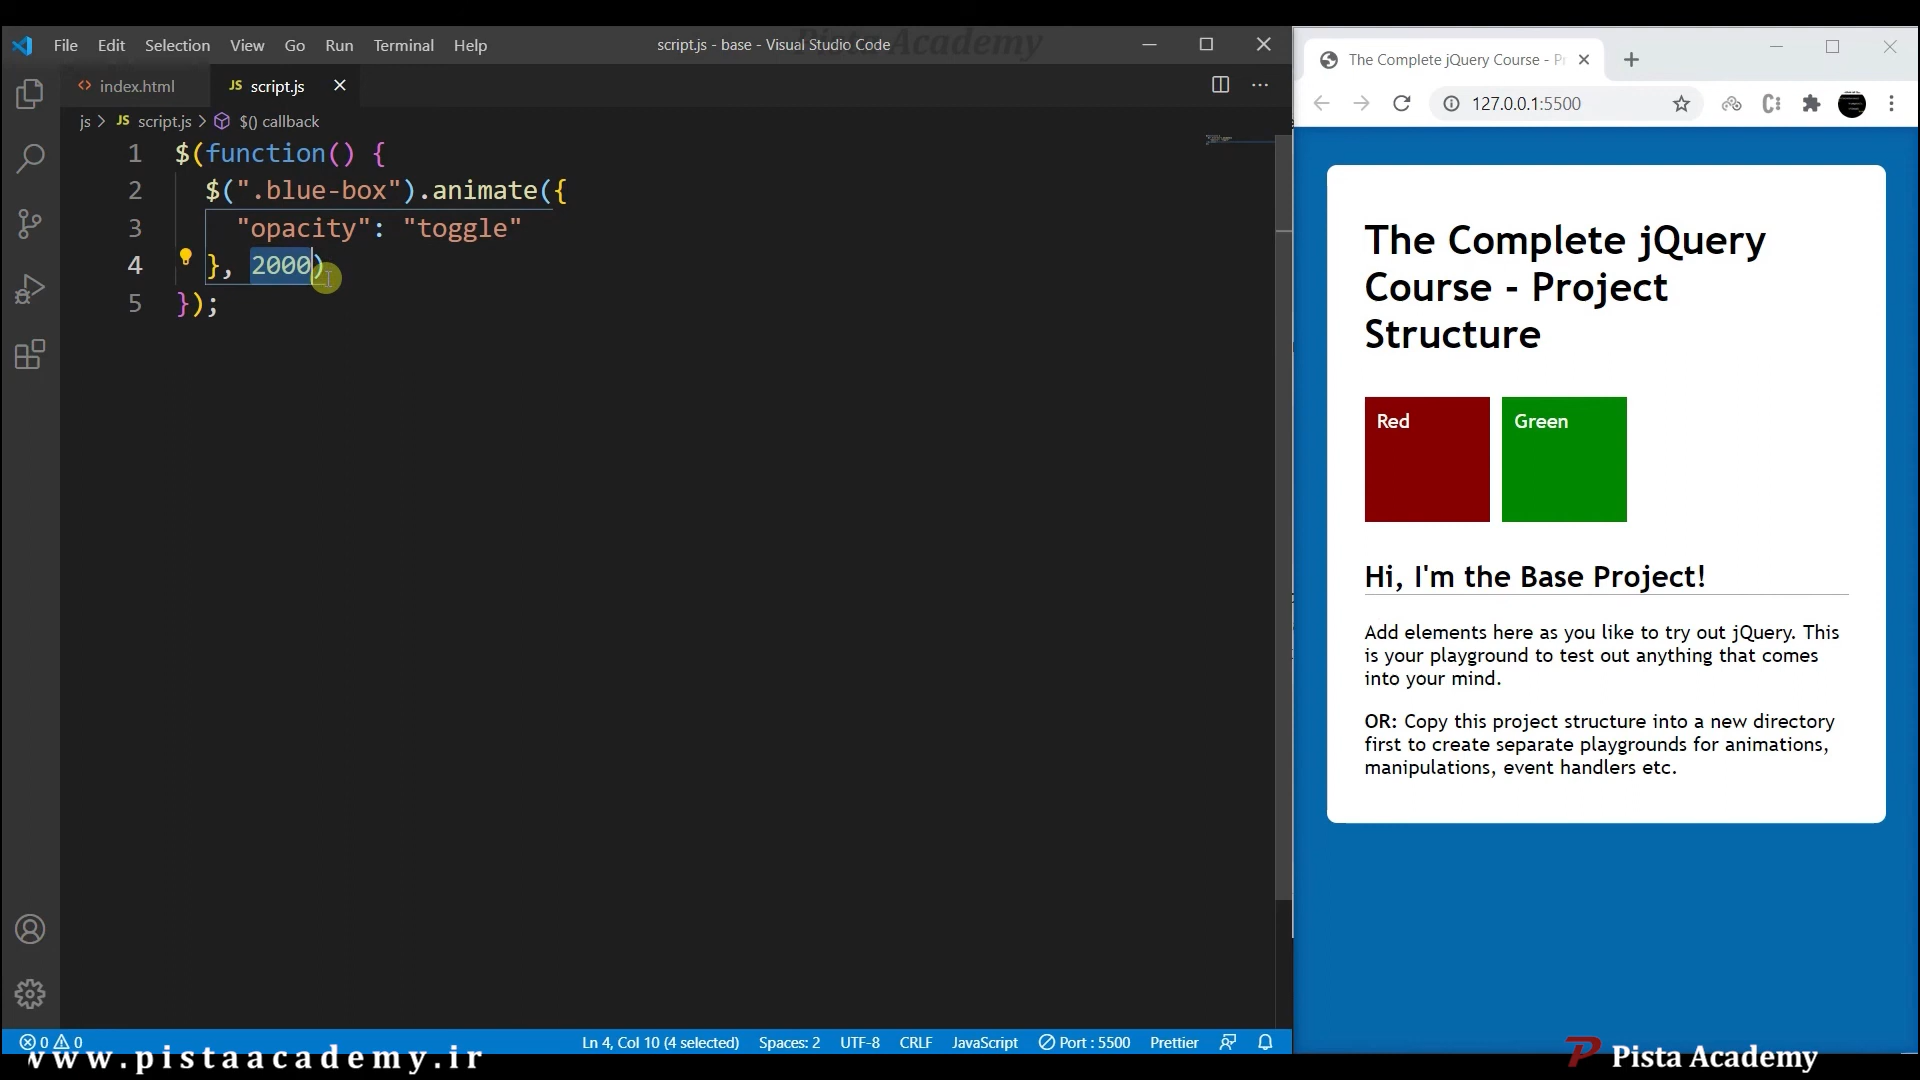 File Edit Selection View Go Run Terminal Help
script.js - base - Visual Studio Code
Pista Academy
index.html
JS script.js
js > JS script.js > $() callback
1 $(function() {
2 $(".blue-box").animate({
3 "opacity": "toggle"
4 }, 2000)
5 });
0 0
Ln 4, Col 10 (4 selected) Spaces: 2 UTF-8 CRLF JavaScript Port : 5500 Prettier
www.pistaacademy.ir
The Complete jQuery Course - Pr
127.0.0.1:5500
The Complete jQuery
Course - Project
Structure
Red Green
Hi, I'm the Base Project!
Add elements here as you like to try out jQuery. This
is your playground to test out anything that comes
into your mind.
OR: Copy this project structure into a new directory
first to create separate playgrounds for animations,
manipulations, event handlers etc.
Pista Academy